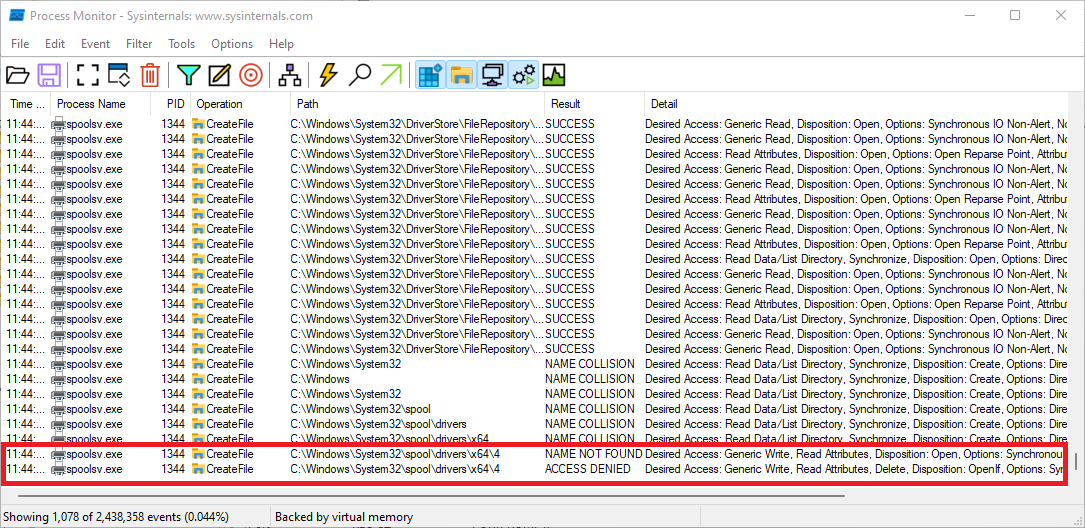 Process Monitor - Sysinternals: www.sysinternals.com
File Edit Event Filter Tools Options Help
Time ... Process Name PID Operation Path Result Detail
11:44:... spoolsv.exe 1344 CreateFile C:\Windows\System32\DriverStore\FileRepository\... SUCCESS Desired Access: Generic Read, Disposition: Open, Options: Synchronous IO Non-Alert, No
11:44:... spoolsv.exe 1344 CreateFile C:\Windows\System32\DriverStore\FileRepository\... SUCCESS Desired Access: Generic Read, Disposition: Open, Options: Synchronous IO Non-Alert, No
11:44:... spoolsv.exe 1344 CreateFile C:\Windows\System32\DriverStore\FileRepository\... SUCCESS Desired Access: Read Attributes, Disposition: Open, Options: Open Reparse Point, Attribut
11:44:... spoolsv.exe 1344 CreateFile C:\Windows\System32\DriverStore\FileRepository\... SUCCESS Desired Access: Generic Read, Disposition: Open, Options: Synchronous IO Non-Alert, No
11:44:... spoolsv.exe 1344 CreateFile C:\Windows\System32\DriverStore\FileRepository\... SUCCESS Desired Access: Generic Read, Disposition: Open, Options: Synchronous IO Non-Alert, No
11:44:... spoolsv.exe 1344 CreateFile C:\Windows\System32\DriverStore\FileRepository\... SUCCESS Desired Access: Read Attributes, Disposition: Open, Options: Open Reparse Point, Attribut
11:44:... spoolsv.exe 1344 CreateFile C:\Windows\System32\DriverStore\FileRepository\... SUCCESS Desired Access: Generic Read, Disposition: Open, Options: Synchronous IO Non-Alert, No
11:44:... spoolsv.exe 1344 CreateFile C:\Windows\System32\DriverStore\FileRepository\... SUCCESS Desired Access: Generic Read, Disposition: Open, Options: Synchronous IO Non-Alert, No
11:44:... spoolsv.exe 1344 CreateFile C:\Windows\System32\DriverStore\FileRepository\... SUCCESS Desired Access: Read Attributes, Disposition: Open, Options: Open Reparse Point, Attribut
11:44:... spoolsv.exe 1344 CreateFile C:\Windows\System32\DriverStore\FileRepository\... SUCCESS Desired Access: Read Data/List Directory, Synchronize, Disposition: Open, Options: Direc
11:44:... spoolsv.exe 1344 CreateFile C:\Windows\System32\DriverStore\FileRepository\... SUCCESS Desired Access: Generic Read, Disposition: Open, Options: Synchronous IO Non-Alert, No
11:44:... spoolsv.exe 1344 CreateFile C:\Windows\System32\DriverStore\FileRepository\... SUCCESS Desired Access: Generic Read, Disposition: Open, Options: Synchronous IO Non-Alert, No
11:44:... spoolsv.exe 1344 CreateFile C:\Windows\System32\DriverStore\FileRepository\... SUCCESS Desired Access: Read Attributes, Disposition: Open, Options: Open Reparse Point, Attribut
11:44:... spoolsv.exe 1344 CreateFile C:\Windows\System32\DriverStore\FileRepository\... SUCCESS Desired Access: Read Data/List Directory, Synchronize, Disposition: Open, Options: Direc
11:44:... spoolsv.exe 1344 CreateFile C:\Windows\System32\DriverStore\FileRepository\... SUCCESS Desired Access: Generic Read, Disposition: Open, Options: Synchronous IO Non-Alert, No
11:44:... spoolsv.exe 1344 CreateFile C:\Windows\System32\DriverStore\FileRepository\... SUCCESS Desired Access: Generic Read, Disposition: Open, Options: Synchronous IO Non-Alert, No
11:44:... spoolsv.exe 1344 CreateFile C:\Windows\System32 NAME COLLISION Desired Access: Read Data/List Directory, Synchronize, Disposition: Create, Options: Dire
11:44:... spoolsv.exe 1344 CreateFile C:\Windows NAME COLLISION Desired Access: Read Data/List Directory, Synchronize, Disposition: Create, Options: Dire
11:44:... spoolsv.exe 1344 CreateFile C:\Windows\System32 NAME COLLISION Desired Access: Read Data/List Directory, Synchronize, Disposition: Create, Options: Dire
11:44:... spoolsv.exe 1344 CreateFile C:\Windows\System32\spool NAME COLLISION Desired Access: Read Data/List Directory, Synchronize, Disposition: Create, Options: Dire
11:44:... spoolsv.exe 1344 CreateFile C:\Windows\System32\spool\drivers NAME COLLISION Desired Access: Read Data/List Directory, Synchronize, Disposition: Create, Options: Dire
11:44:... spoolsv.exe 1344 CreateFile C:\Windows\System32\spool\drivers\x64 NAME COLLISION Desired Access: Read Data/List Directory, Synchronize, Disposition: Create, Options: Dire
11:44:... spoolsv.exe 1344 CreateFile C:\Windows\System32\spool\drivers\x64\4 NAME NOT FOUND Desired Access: Generic Write, Read Attributes, Disposition: Open, Options: Synchronou
11:44:... spoolsv.exe 1344 CreateFile C:\Windows\System32\spool\drivers\x64\4 ACCESS DENIED Desired Access: Generic Write, Read Attributes, Delete, Disposition: OpenIf, Options: Syn
Showing 1,078 of 2,438,358 events (0.044%) Backed by virtual memory